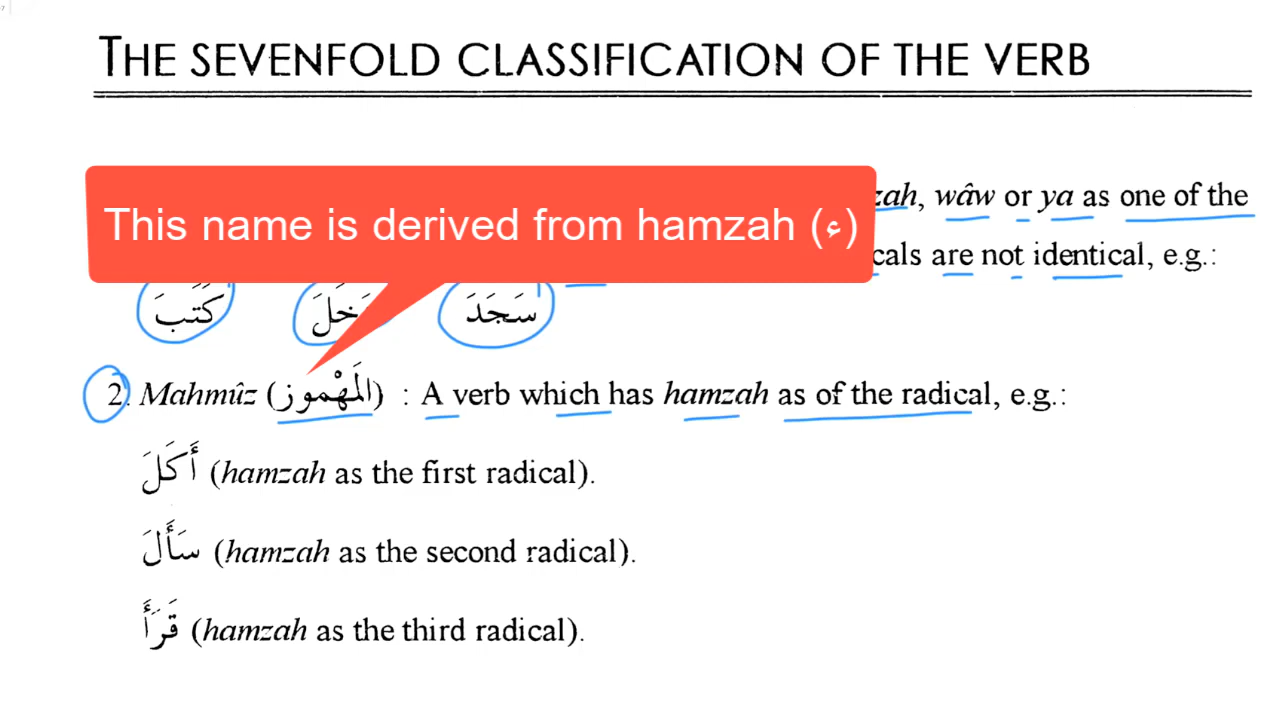 THE SEVENFOLD CLASSIFICATION OF THE VERB
This name is derived from hamzah (ء)
zah, wâw or ya as one of the
cals are not identical, e.g.:
سَجَدَ خَلَ كَتَبَ
2. Mahmûz (المَهْموز) : A verb which has hamzah as of the radical, e.g.:
أَكَلَ (hamzah as the first radical).
سَأَلَ (hamzah as the second radical).
قَرَأَ (hamzah as the third radical).